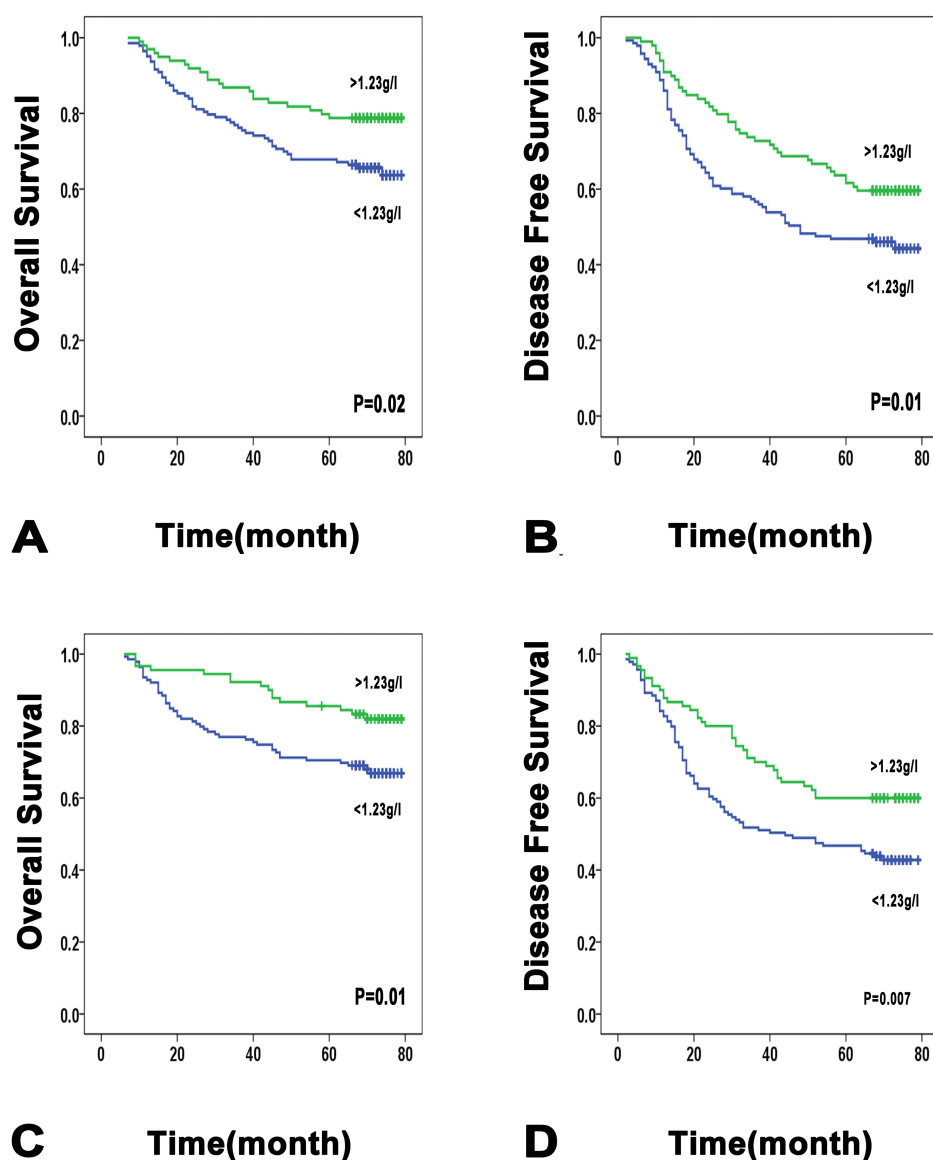 Overall Survival
1.0
0.8
0.6
0.4
0.2
0.0
>1.23g/l
<1.23g/l
P=0.02
0 20 40 60 80
A Time(month)
Disease Free Survival
1.0
0.8
0.6
0.4
0.2
0.0
>1.23g/l
<1.23g/l
P=0.01
0 20 40 60 80
B Time(month)
Overall Survival
1.0
0.8
0.6
0.4
0.2
0.0
>1.23g/l
<1.23g/l
P=0.01
0 20 40 60 80
C Time(month)
Disease Free Survival
1.0
0.8
0.6
0.4
0.2
0.0
>1.23g/l
<1.23g/l
P=0.007
0 20 40 60 80
D Time(month)